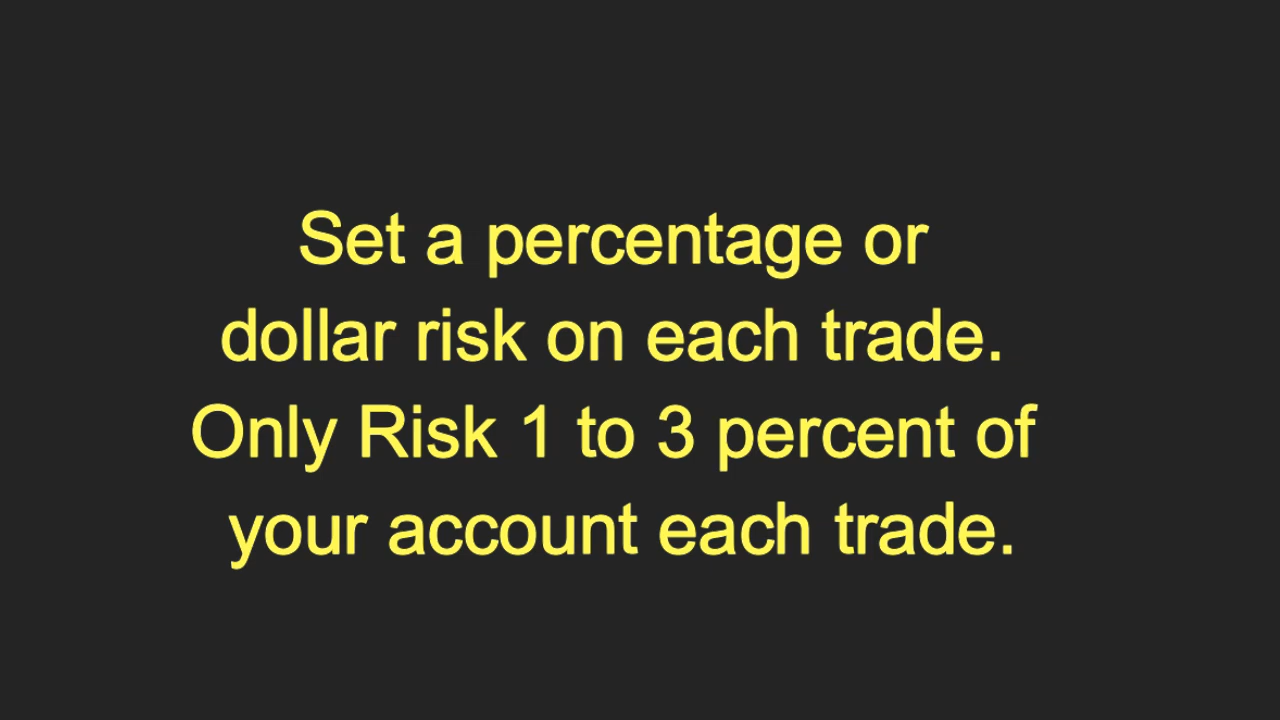 Set a percentage or
dollar risk on each trade.
Only Risk 1 to 3 percent of
your account each trade.